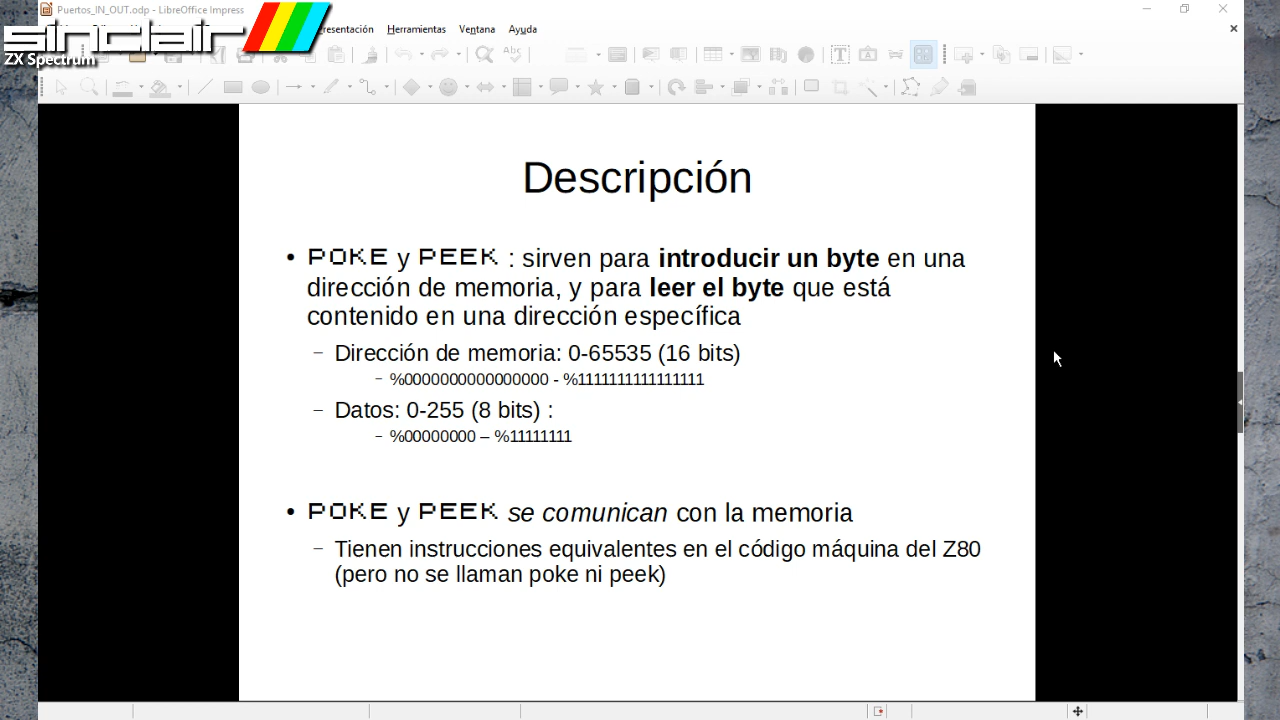 Puertos_IN_OUT.odp - LibreOffice Impress
sinclair
ZX Spectrum
Herramientas Ventana Ayuda
Descripción
• POKE y PEEK : sirven para introducir un byte en una
dirección de memoria, y para leer el byte que está
contenido en una dirección específica
– Dirección de memoria: 0-65535 (16 bits)
– %0000000000000000 - %1111111111111111
– Datos: 0-255 (8 bits) :
– %00000000 – %11111111
• POKE y PEEK se comunican con la memoria
– Tienen instrucciones equivalentes en el código máquina del Z80
(pero no se llaman poke ni peek)